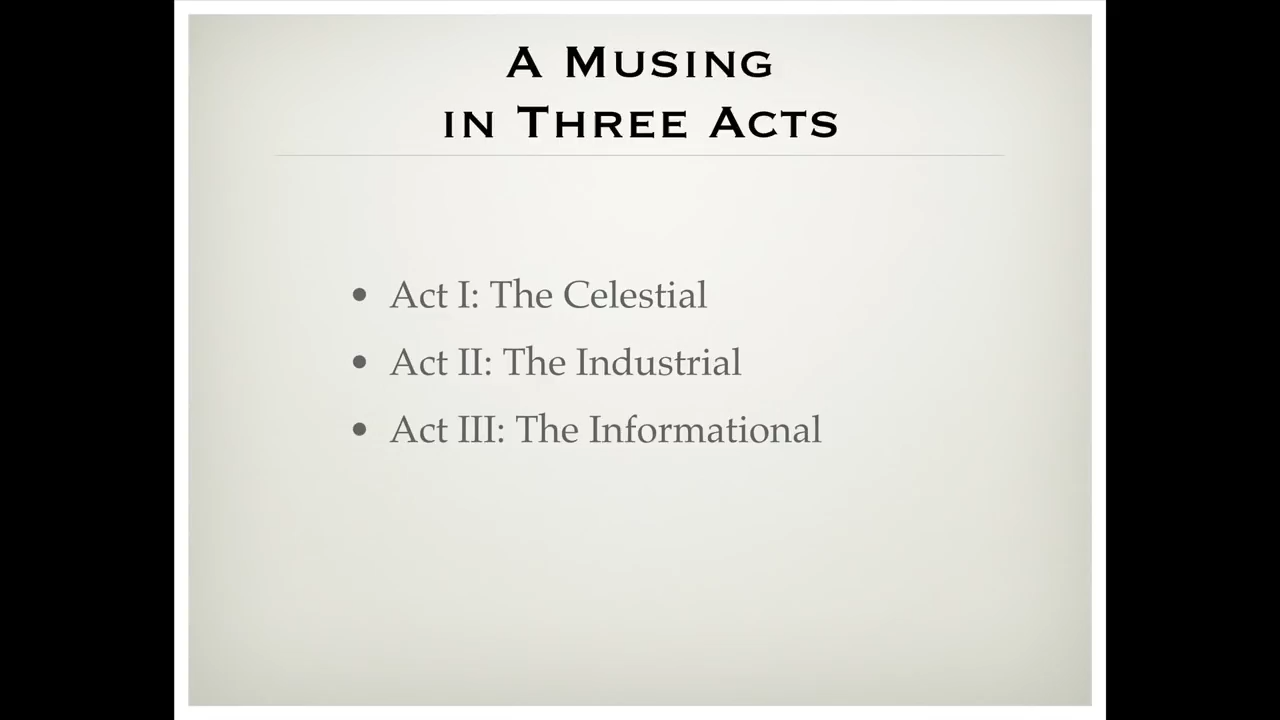 A Musing
in Three Acts
• Act I: The Celestial
• Act II: The Industrial
• Act III: The Informational